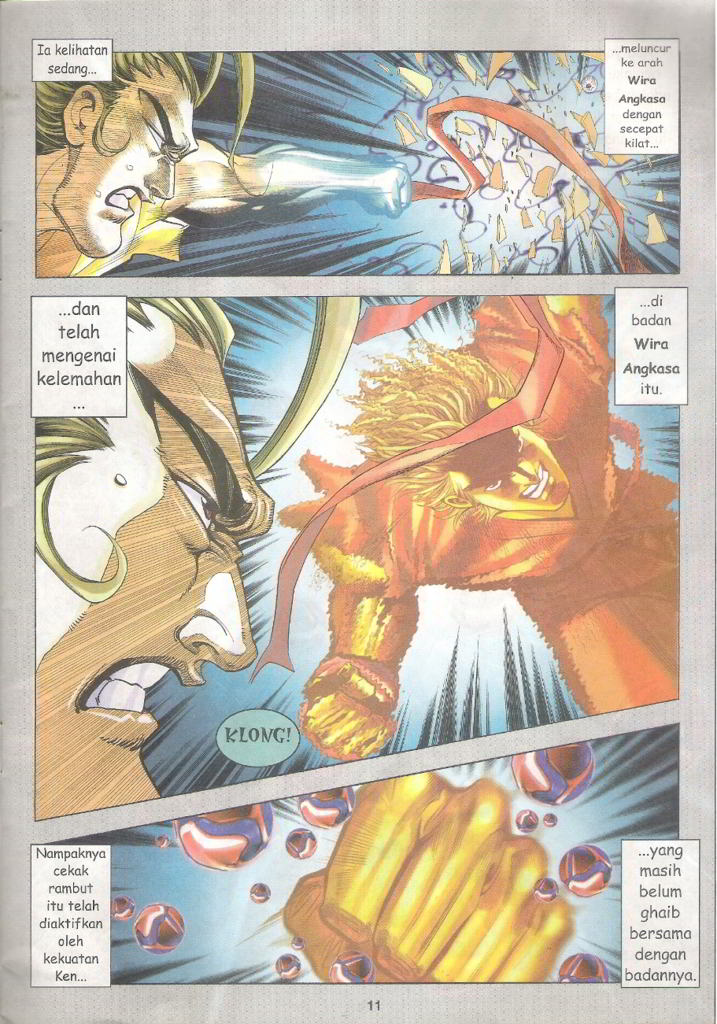 Ia kelihatan
sedang...
...meluncur
ke arah
Wira
Angkasa
dengan
secepat
kilat...
...dan
telah
mengenai
kelemahan
...
...di
badan
Wira
Angkasa
itu.
KLONG!
Nampaknya
cekak
rambut
itu telah
diaktifkan
oleh
kekuatan
Ken...
...yang
masih
belum
ghaib
bersama
dengan
badannya.
11